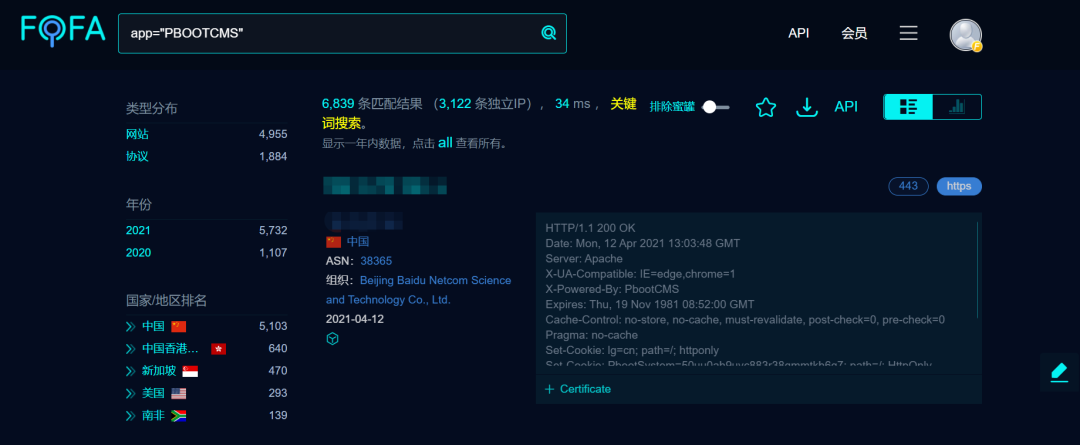 FOFA
app="PBOOTCMS"
API
会员
类型分布
网站 4,955
协议 1,884
年份
2021 5,732
2020 1,107
国家/地区排名
中国 5,103
中国香港... 640
新加坡 470
美国 293
南非 139
6,839 条匹配结果 (3,122 条独立IP) , 34 ms , 关键
词搜索。
显示一年内数据,点击 all 查看所有。
排除蜜罐
API
443
https
中国
ASN: 38365
组织: Beijing Baidu Netcom Science
and Technology Co., Ltd.
2021-04-12
HTTP/1.1 200 OK
Date: Mon, 12 Apr 2021 13:03:48 GMT
Server: Apache
X-UA-Compatible: IE=edge,chrome=1
X-Powered-By: PbootCMS
Expires: Thu, 19 Nov 1981 08:52:00 GMT
Cache-Control: no-store, no-cache, must-revalidate, post-check=0, pre-check=0
Pragma: no-cache
Set-Cookie: lg=cn; path=/; httponly
+ Certificate